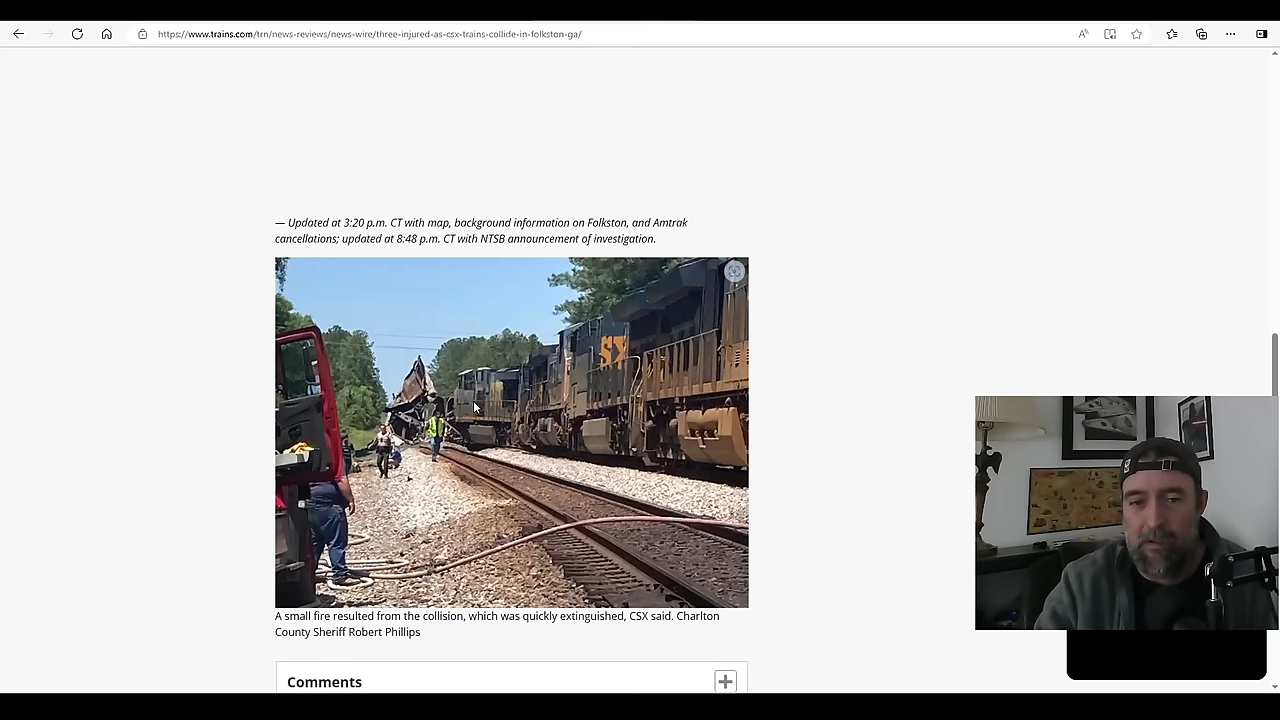 https://www.trains.com/trn/news-reviews/news-wire/three-injured-as-csx-trains-collide-in-folkston-ga/
— Updated at 3:20 p.m. CT with map, background information on Folkston, and Amtrak
cancellations; updated at 8:48 p.m. CT with NTSB announcement of investigation.
SX
A small fire resulted from the collision, which was quickly extinguished, CSX said. Charlton
County Sheriff Robert Phillips
Comments